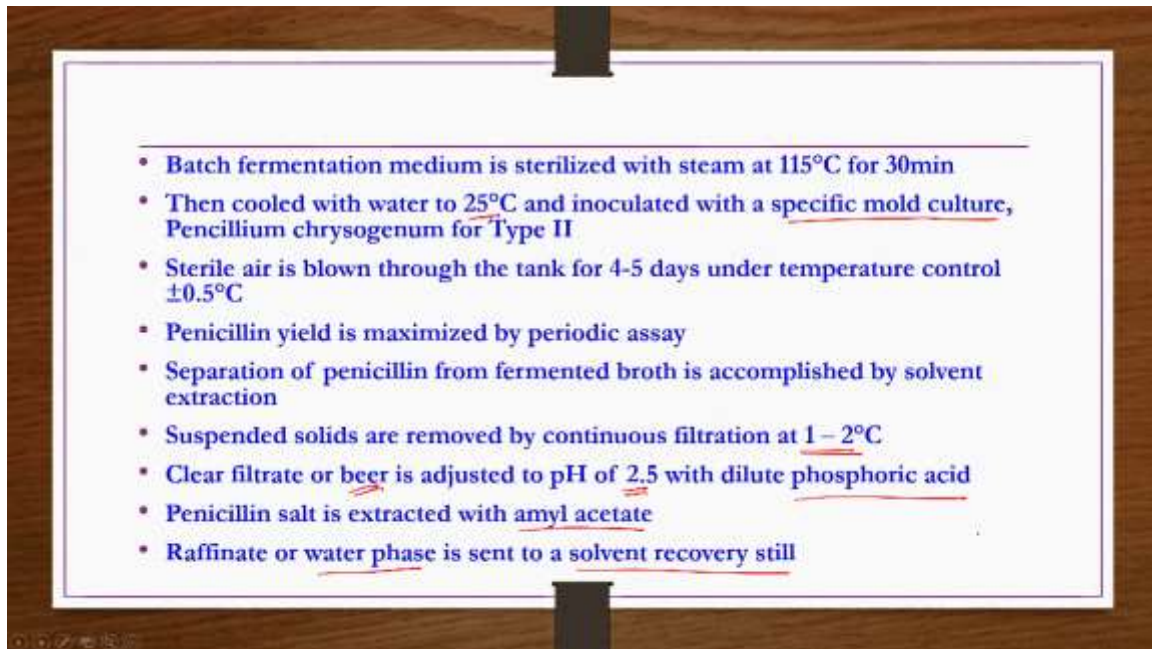 • Batch fermentation medium is sterilized with steam at 115°C for 30min
• Then cooled with water to 25°C and inoculated with a specific mold culture,
Pencillium chrysogenum for Type II
• Sterile air is blown through the tank for 4-5 days under temperature control
±0.5°C
• Penicillin yield is maximized by periodic assay
• Separation of penicillin from fermented broth is accomplished by solvent
extraction
• Suspended solids are removed by continuous filtration at 1 – 2°C
• Clear filtrate or beer is adjusted to pH of 2.5 with dilute phosphoric acid
• Penicillin salt is extracted with amyl acetate
• Raffinate or water phase is sent to a solvent recovery still